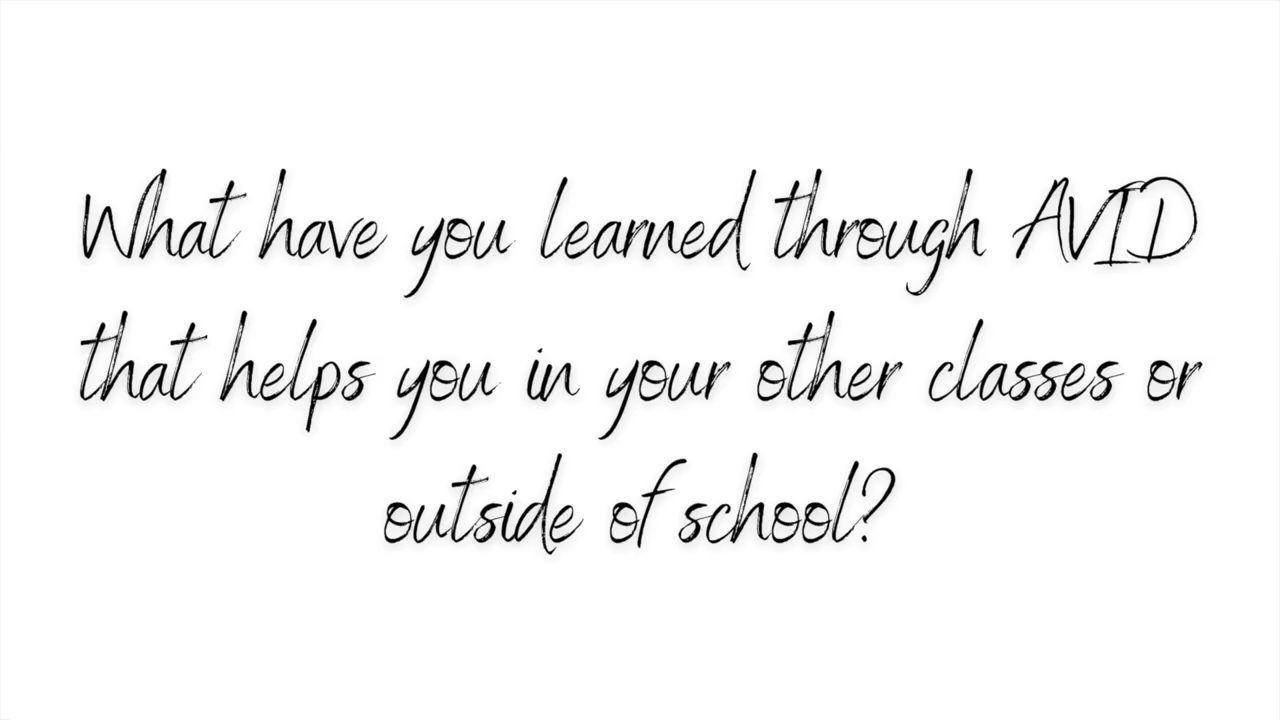 What have you learned through AVID
that helps you in your other classes or
outside of school?